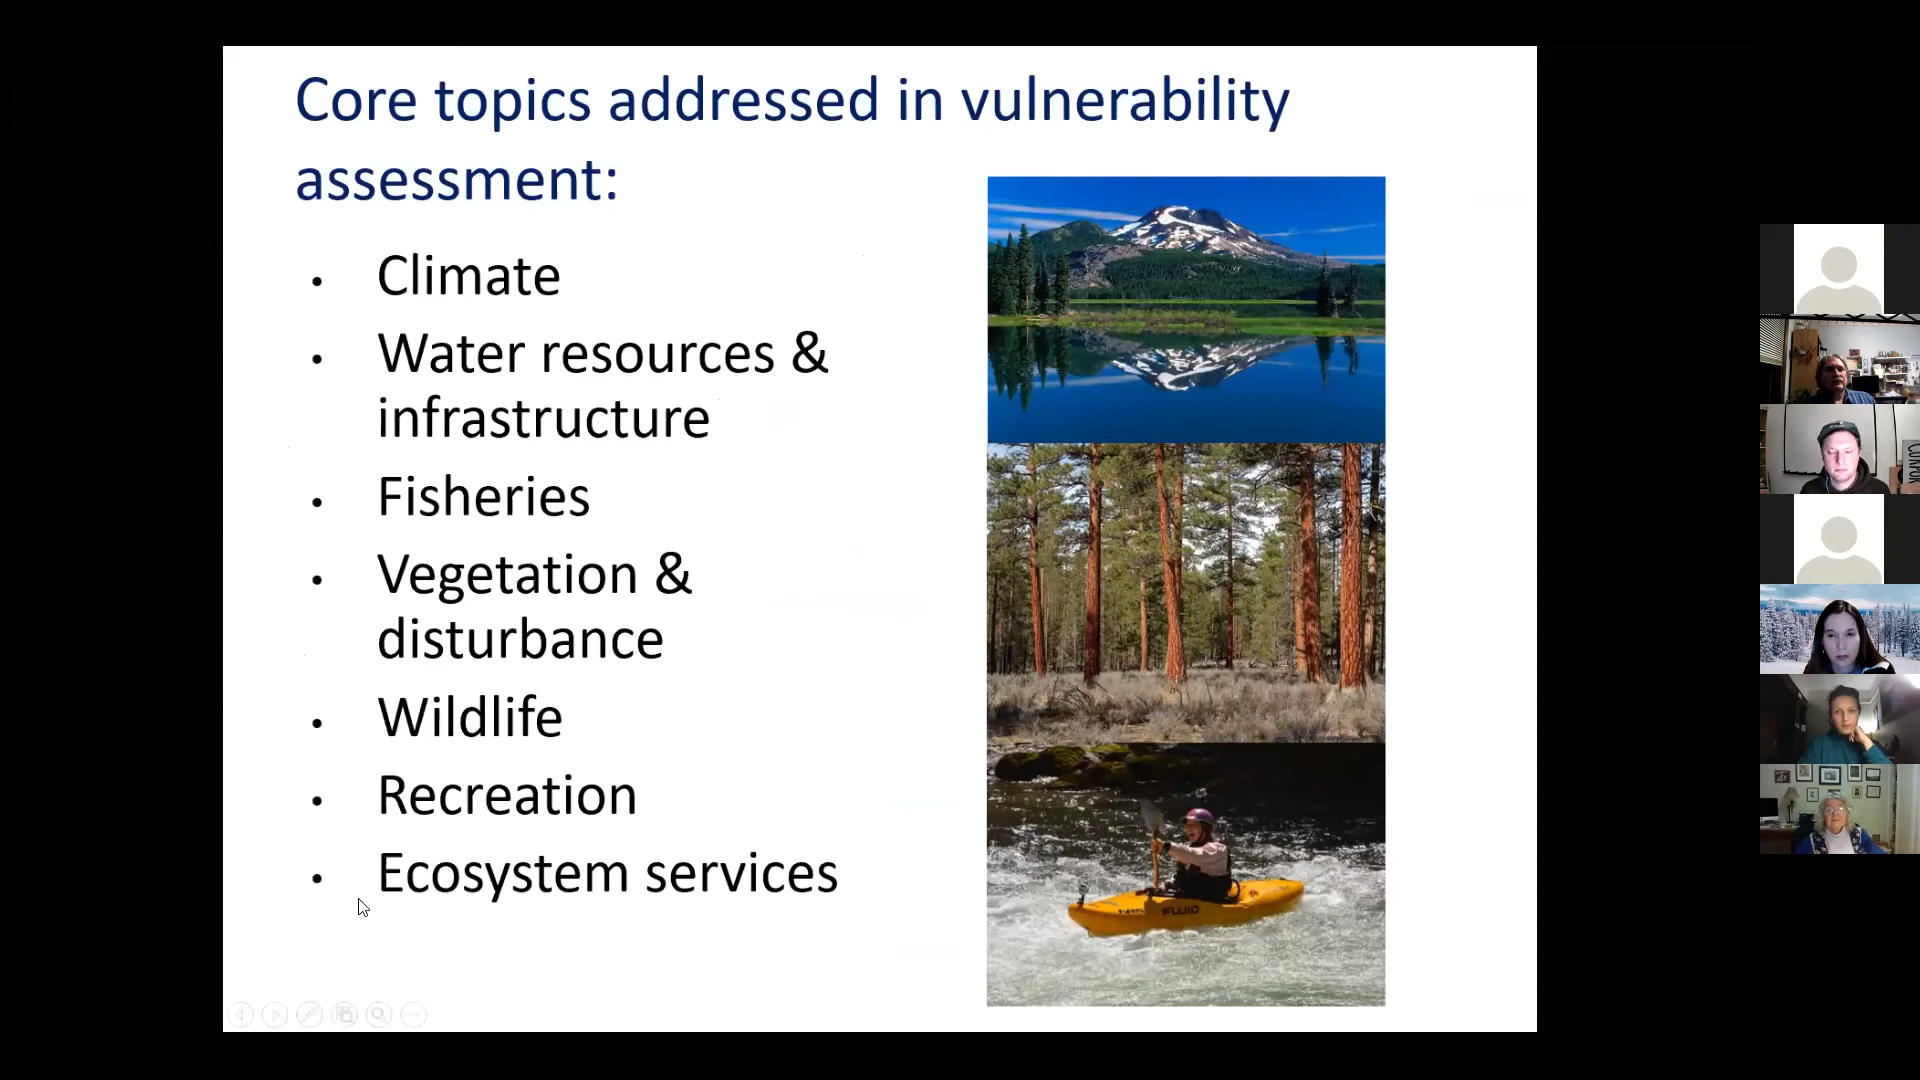 Core topics addressed in vulnerability
assessment:
• Climate
• Water resources &
infrastructure
• Fisheries
• Vegetation &
disturbance
• Wildlife
• Recreation
• Ecosystem services
FLUID